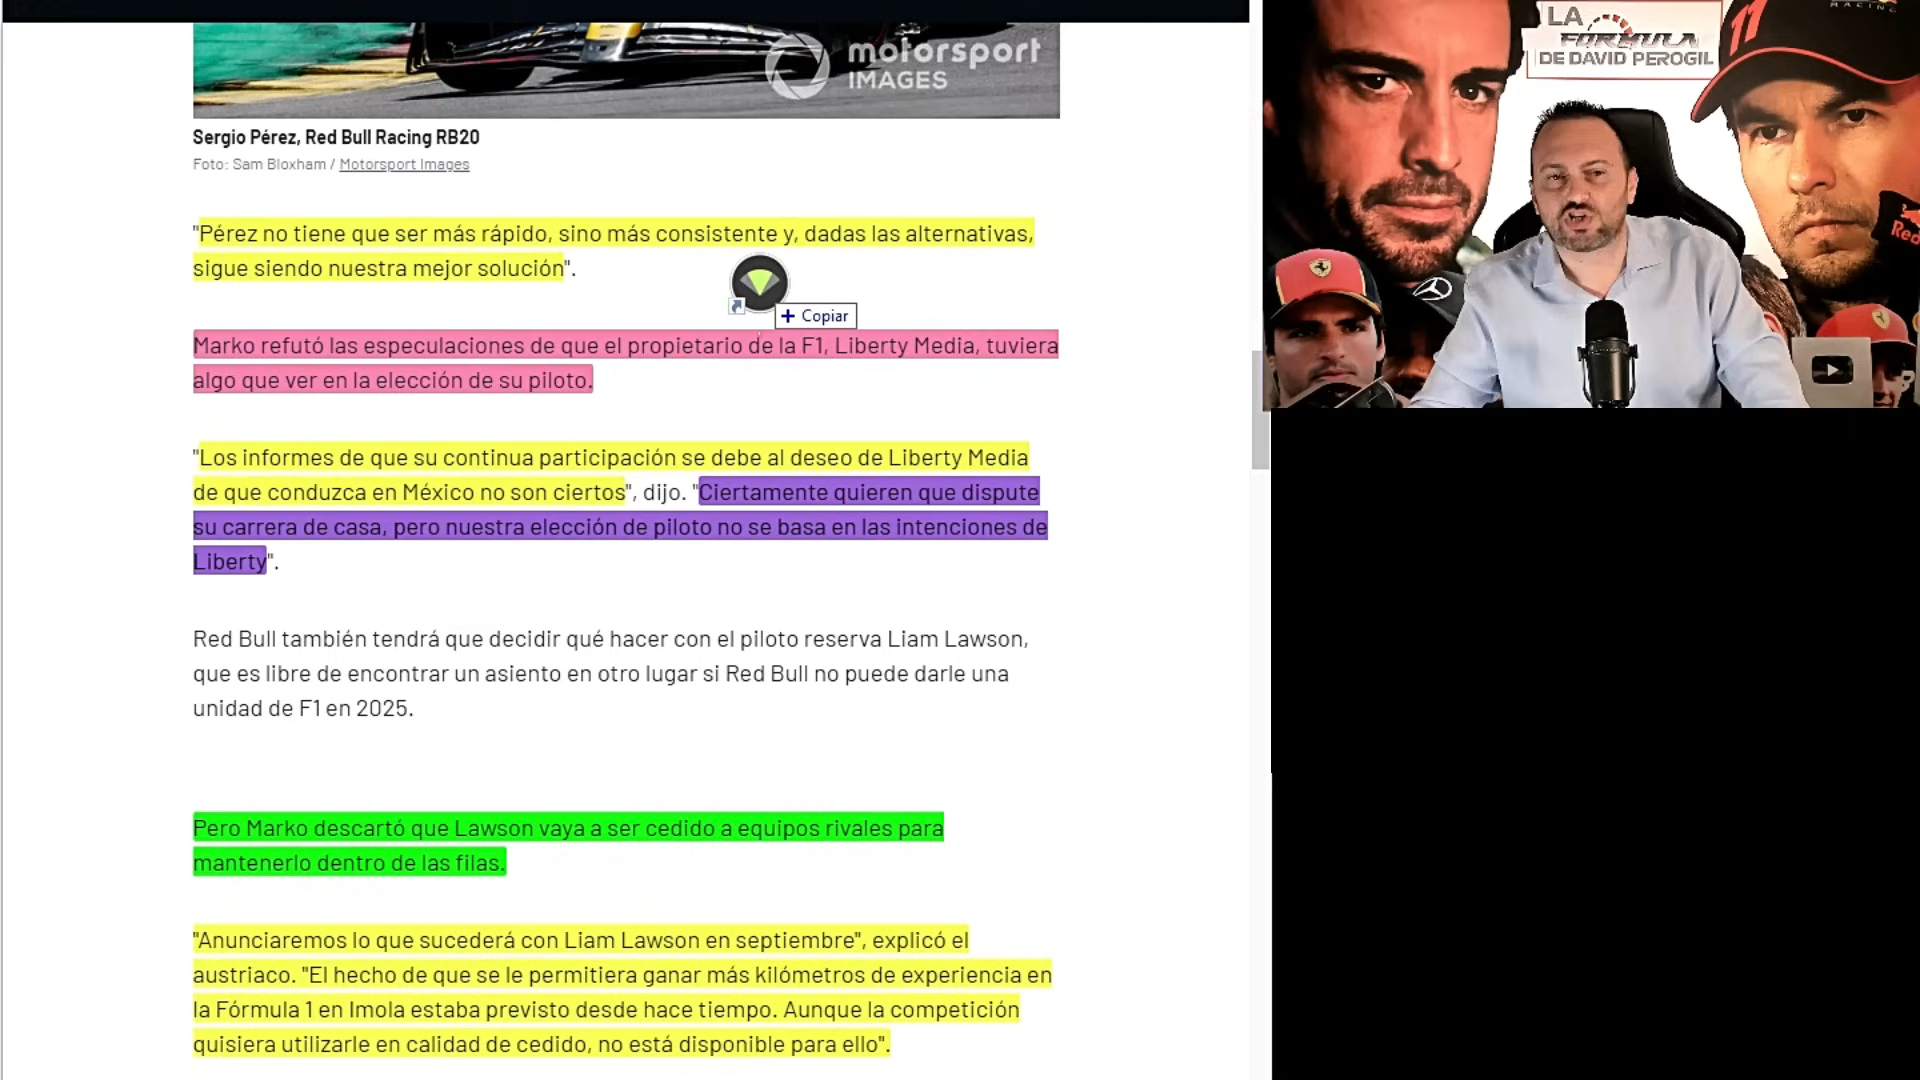 motorsport
IMAGES
Sergio Pérez, Red Bull Racing RB20
Foto: Sam Bloxham / Motorsport Images
"Pérez no tiene que ser más rápido, sino más consistente y, dadas las alternativas,
sigue siendo nuestra mejor solución".
+ Copiar
Marko refutó las especulaciones de que el propietario de la F1, Liberty Media, tuviera
algo que ver en la elección de su piloto.
"Los informes de que su continua participación se debe al deseo de Liberty Media
de que conduzca en México no son ciertos", dijo. "Ciertamente quieren que dispute
su carrera de casa, pero nuestra elección de piloto no se basa en las intenciones de
Liberty".
Red Bull también tendrá que decidir qué hacer con el piloto reserva Liam Lawson,
que es libre de encontrar un asiento en otro lugar si Red Bull no puede darle una
unidad de F1 en 2025.
Pero Marko descartó que Lawson vaya a ser cedido a equipos rivales para
mantenerlo dentro de las filas.
"Anunciaremos lo que sucederá con Liam Lawson en septiembre", explicó el
austriaco. "El hecho de que se le permitiera ganar más kilómetros de experiencia en
la Fórmula 1 en Imola estaba previsto desde hace tiempo. Aunque la competición
quisiera utilizarle en calidad de cedido, no está disponible para ello".
LA
FÓRMULA
DE DAVID PEROGIL
11
RACING
Red